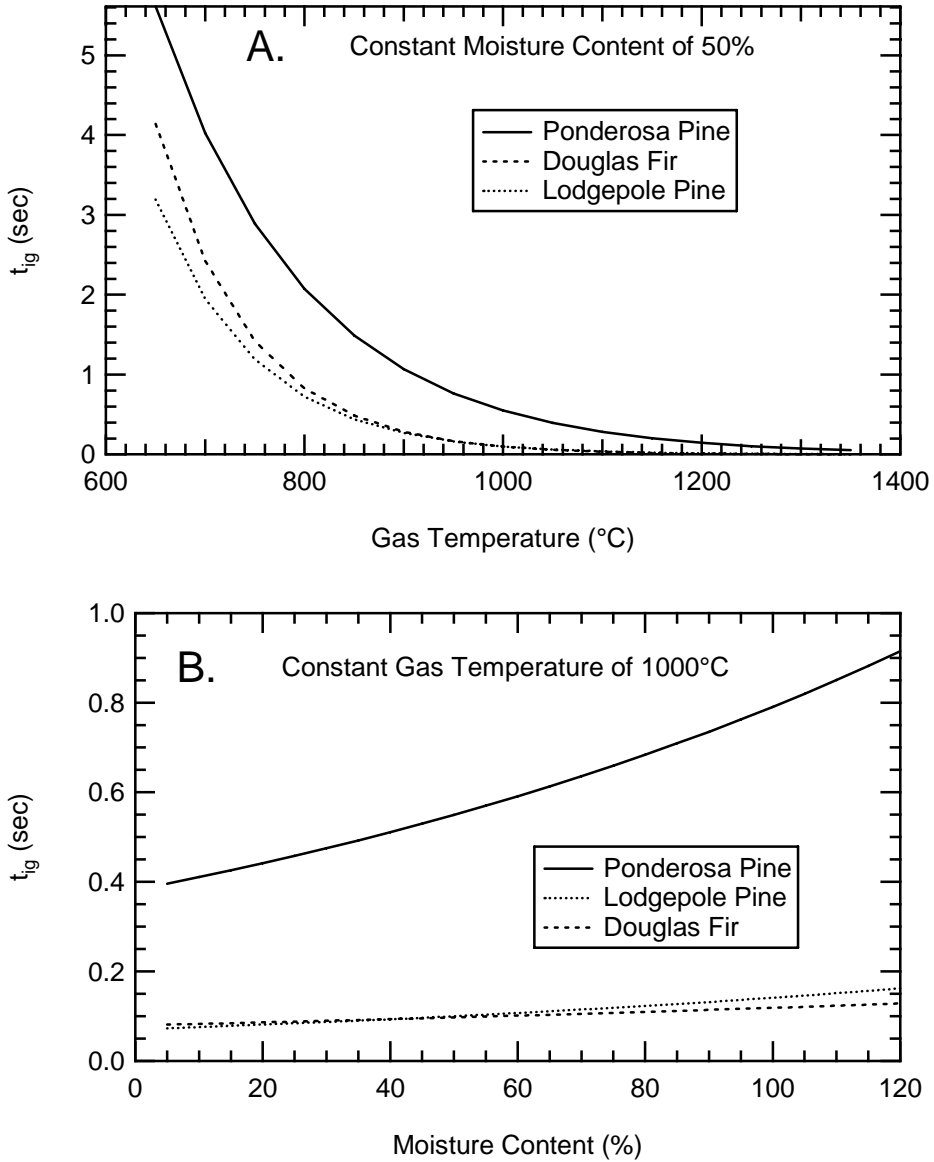 A.
Constant Moisture Content of 50%
5
4
3
2
1
0
t_ig (sec)
Ponderosa Pine
Douglas Fir
Lodgepole Pine
600 800 1000 1200 1400
Gas Temperature (°C)
B.
Constant Gas Temperature of 1000°C
1.0
0.8
0.6
0.4
0.2
0.0
t_ig (sec)
Ponderosa Pine
Lodgepole Pine
Douglas Fir
0 20 40 60 80 100 120
Moisture Content (%)